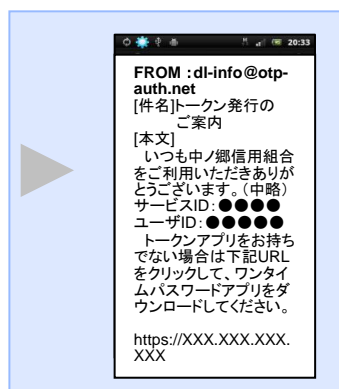 20:33
FROM :dl-info@otp-
auth.net
[件名]トークン発行の
ご案内
[本文]
いつも中ノ郷信用組合
をご利用いただきありが
とうございます。（中略）
サービスID：●●●●
ユーザID：●●●●●
トークンアプリをお持ち
でない場合は下記URL
をクリックして、ワンタイ
ムパスワードアプリをダ
ウンロードしてください。
https://XXX.XXX.XXX.
XXX